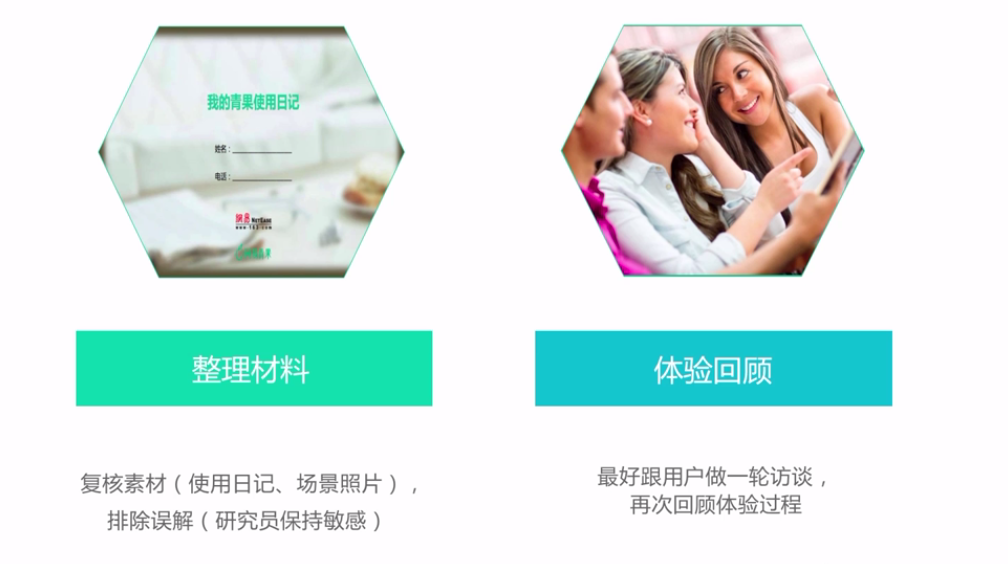 我的青果使用日记
姓名：
电话：
網易 NETEASE
www.163.com
整理材料
体验回顾
复核素材（使用日记、场景照片），
排除误解（研究员保持敏感）
最好跟用户做一轮访谈，
再次回顾体验过程